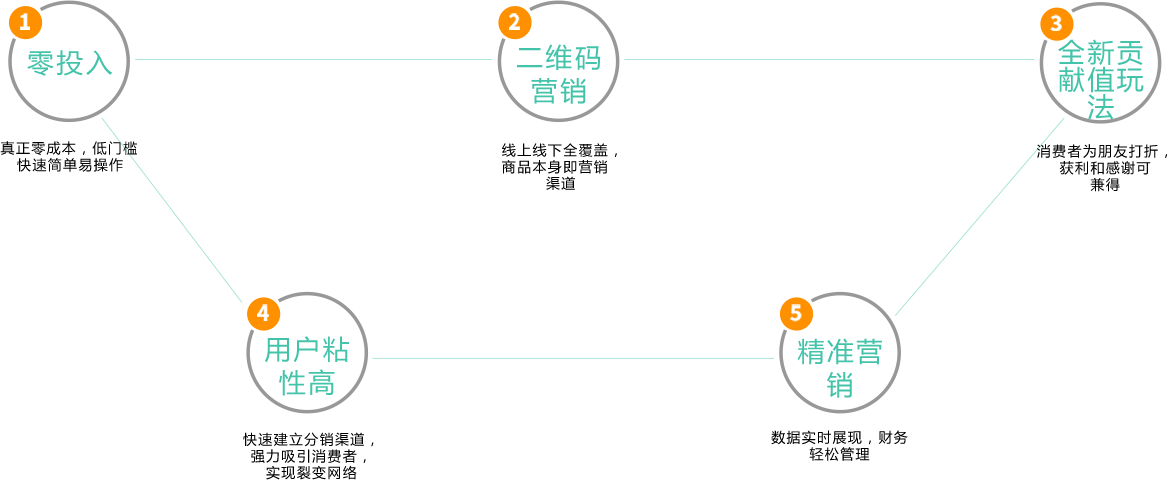 1
零投入
真正零成本，低门槛
快速简单易操作
2
二维码
营销
线上线下全覆盖，
商品本身即营销
渠道
3
全新贡
献值玩
法
消费者为朋友打折，
获利和感谢可
兼得
4
用户粘
性高
快速建立分销渠道，
强力吸引消费者，
实现裂变网络
5
精准营
销
数据实时展现，财务
轻松管理